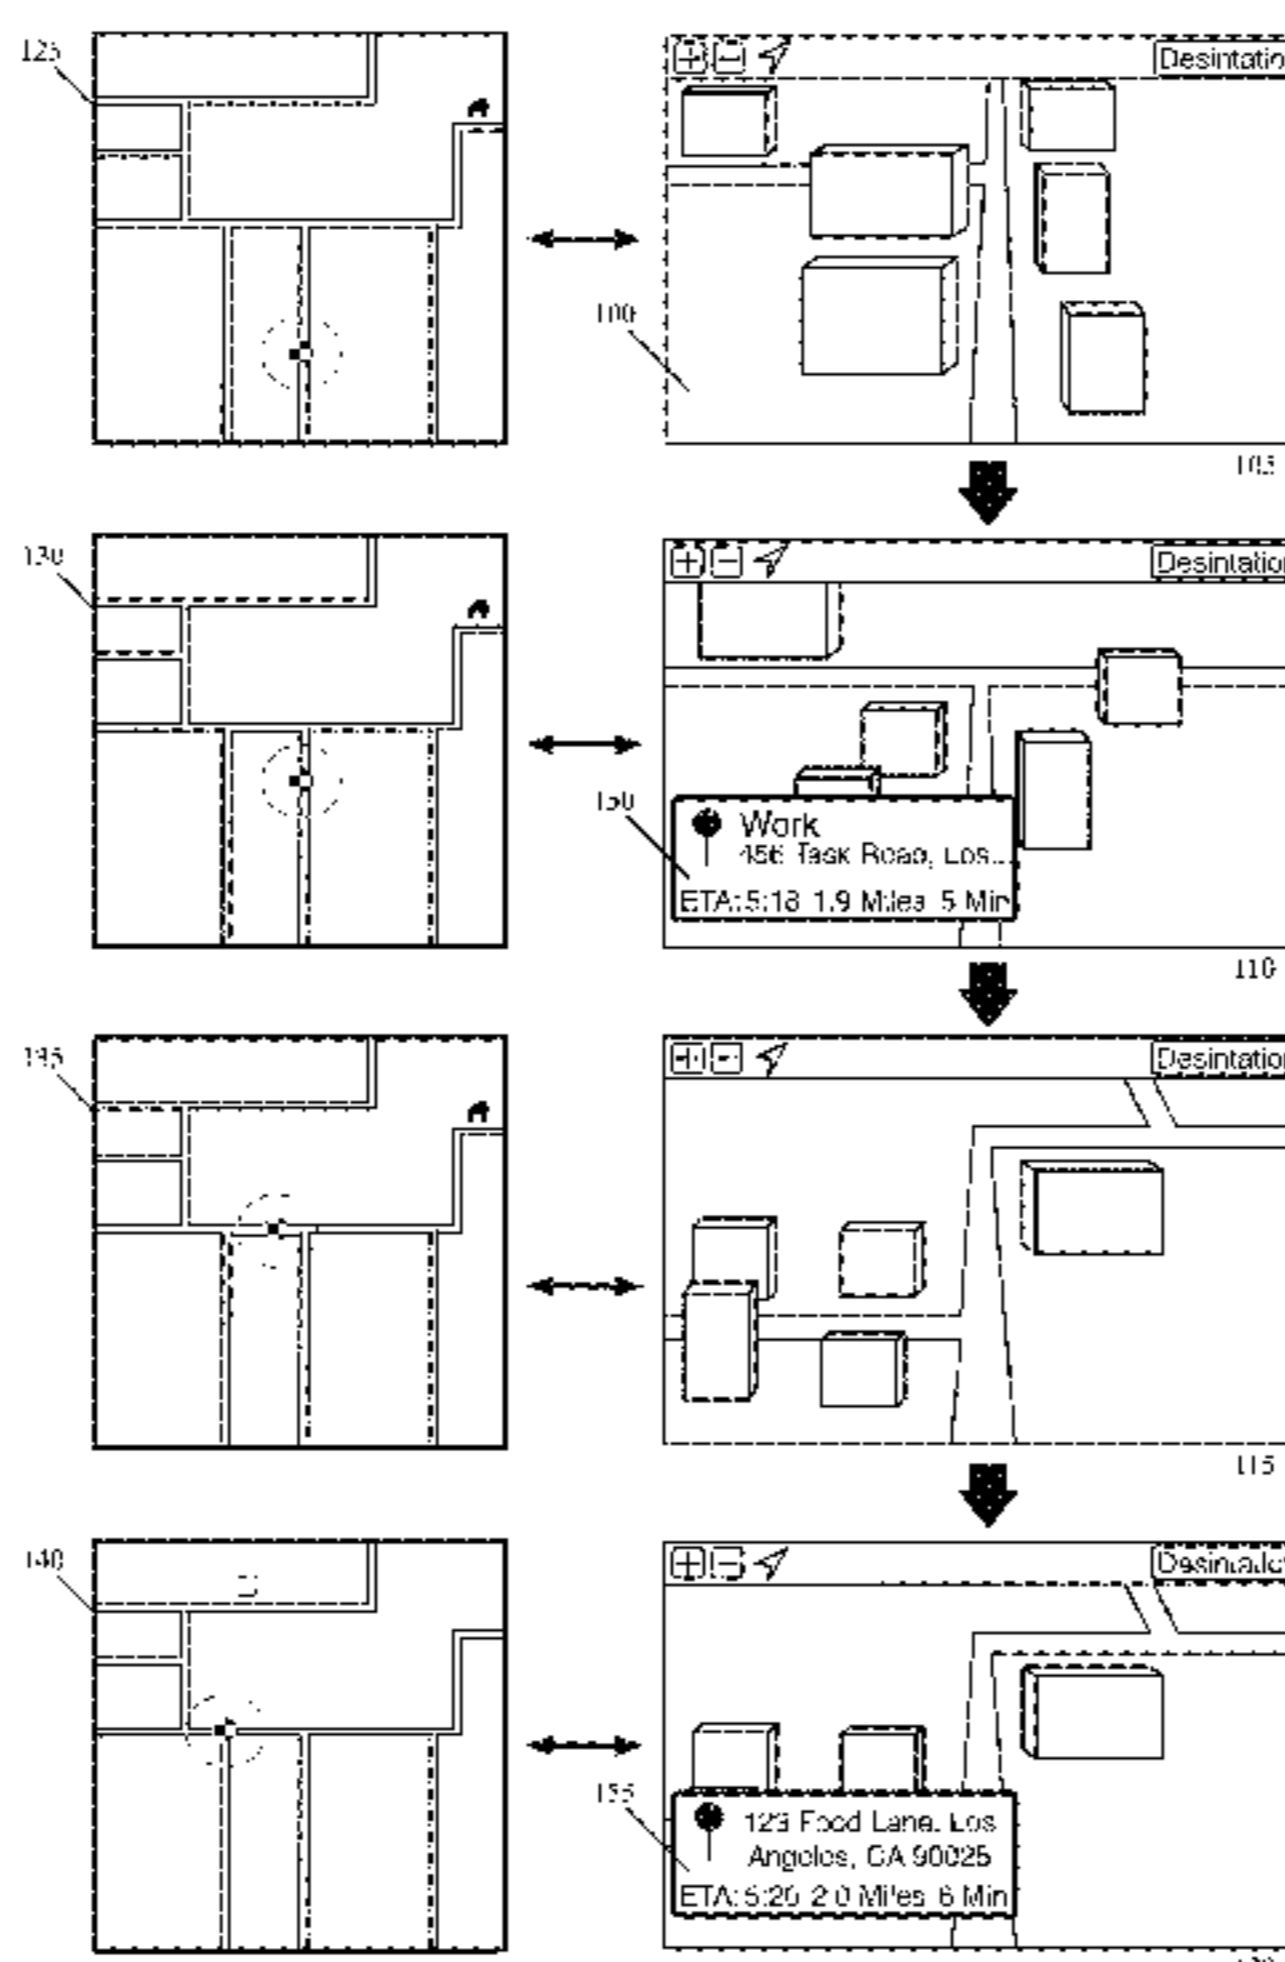 125
Desintatio
100
105
130
Desintatio
150
Work
456 Task Road, Los...
ETA: 5:18 1.9 Miles 5 Min
110
135
Desintatio
115
140
Desintatio
155
123 Food Lane, Los
Angeles, CA 90025
ETA: 5:20 2.0 Miles 6 Min